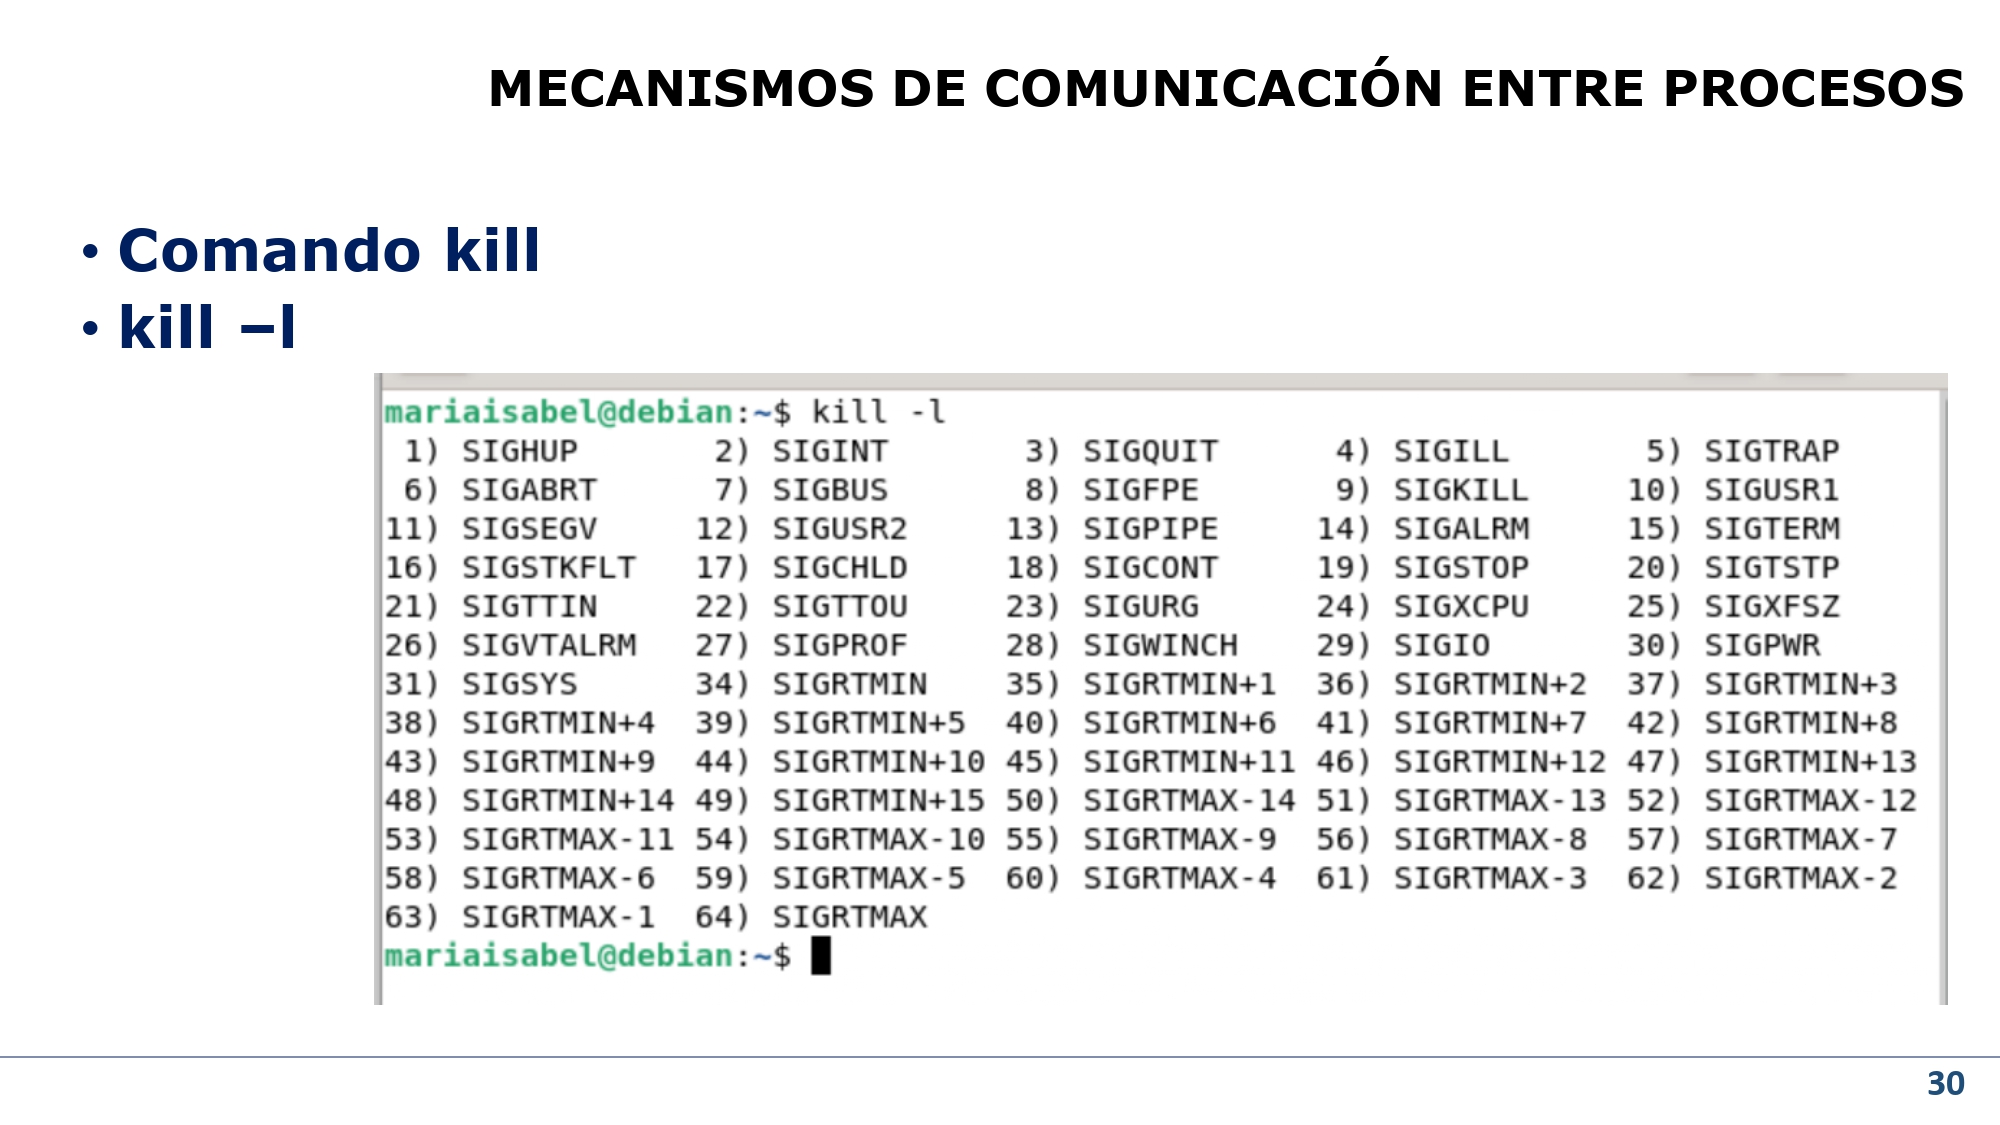 MECANISMOS DE COMUNICACIÓN ENTRE PROCESOS
• Comando kill
• kill –l
mariaisabel@debian:~$ kill -l
1) SIGHUP 2) SIGINT 3) SIGQUIT 4) SIGILL 5) SIGTRAP
6) SIGABRT 7) SIGBUS 8) SIGFPE 9) SIGKILL 10) SIGUSR1
11) SIGSEGV 12) SIGUSR2 13) SIGPIPE 14) SIGALRM 15) SIGTERM
16) SIGSTKFLT 17) SIGCHLD 18) SIGCONT 19) SIGSTOP 20) SIGTSTP
21) SIGTTIN 22) SIGTTOU 23) SIGURG 24) SIGXCPU 25) SIGXFSZ
26) SIGVTALRM 27) SIGPROF 28) SIGWINCH 29) SIGIO 30) SIGPWR
31) SIGSYS 34) SIGRTMIN 35) SIGRTMIN+1 36) SIGRTMIN+2 37) SIGRTMIN+3
38) SIGRTMIN+4 39) SIGRTMIN+5 40) SIGRTMIN+6 41) SIGRTMIN+7 42) SIGRTMIN+8
43) SIGRTMIN+9 44) SIGRTMIN+10 45) SIGRTMIN+11 46) SIGRTMIN+12 47) SIGRTMIN+13
48) SIGRTMIN+14 49) SIGRTMIN+15 50) SIGRTMAX-14 51) SIGRTMAX-13 52) SIGRTMAX-12
53) SIGRTMAX-11 54) SIGRTMAX-10 55) SIGRTMAX-9 56) SIGRTMAX-8 57) SIGRTMAX-7
58) SIGRTMAX-6 59) SIGRTMAX-5 60) SIGRTMAX-4 61) SIGRTMAX-3 62) SIGRTMAX-2
63) SIGRTMAX-1 64) SIGRTMAX
mariaisabel@debian:~$
30